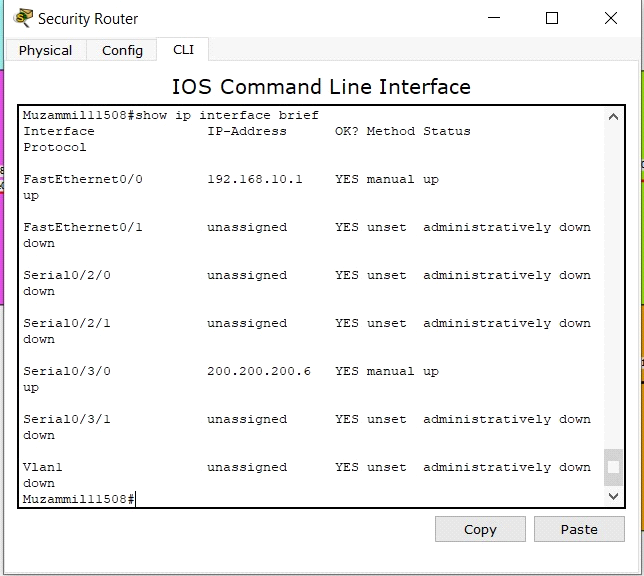 Security Router
Physical Config CLI
IOS Command Line Interface
Muzammil11508#show ip interface brief
Interface IP-Address OK? Method Status
Protocol
FastEthernet0/0 192.168.10.1 YES manual up
up
FastEthernet0/1 unassigned YES unset administratively down
down
Serial0/2/0 unassigned YES unset administratively down
down
Serial0/2/1 unassigned YES unset administratively down
down
Serial0/3/0 200.200.200.6 YES manual up
up
Serial0/3/1 unassigned YES unset administratively down
down
Vlan1 unassigned YES unset administratively down
down
Muzammil11508#
Copy Paste